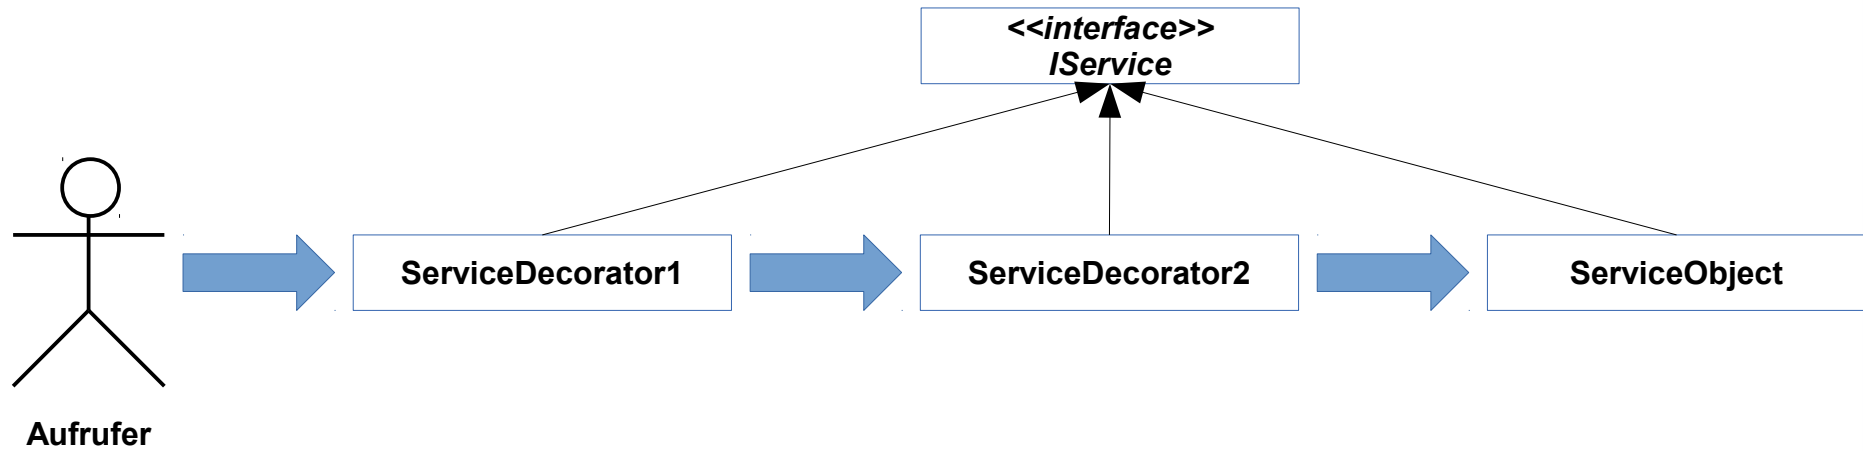 <<interface>>
IService
ServiceDecorator1
ServiceDecorator2
ServiceObject
Aufrufer